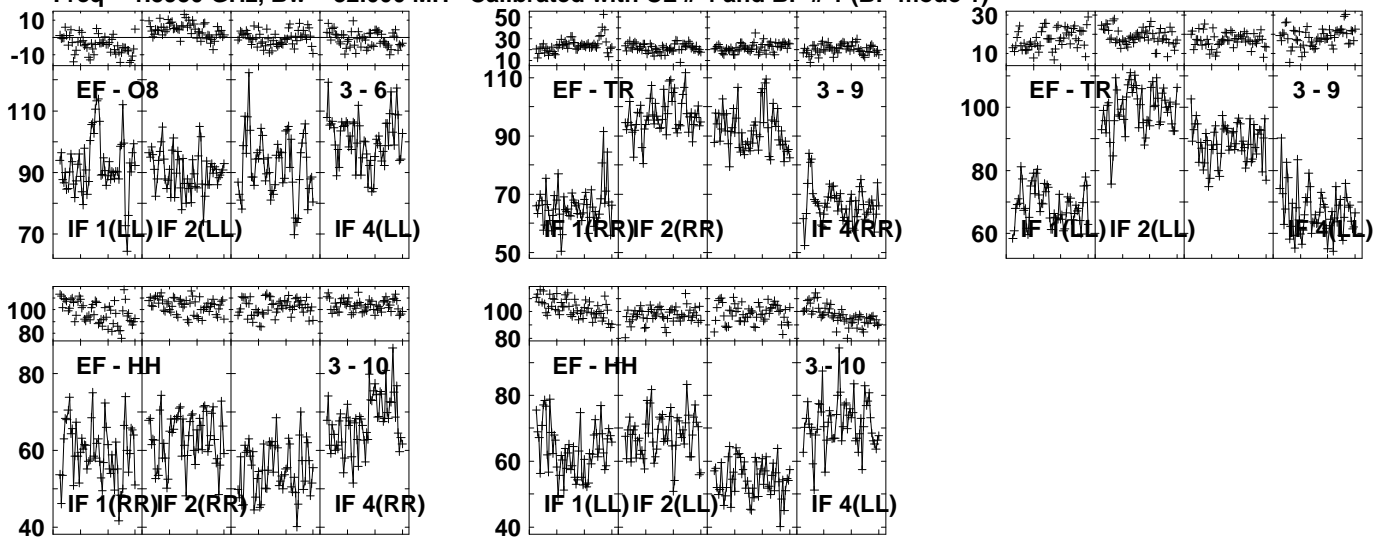 10
0
-10
EF - O8 3 - 6
110
90
70
IF 1(LL) IF 2(LL) IF 4(LL)
50
30
10
EF - TR 3 - 9
110
90
70
50
IF 1(RR) IF 2(RR) IF 4(RR)
30
10
EF - TR 3 - 9
100
80
60
IF 1(LL) IF 2(LL) IF 4(LL)
100
80
EF - HH 3 - 10
80
60
40
IF 1(RR) IF 2(RR) IF 4(RR)
100
80
EF - HH 3 - 10
80
60
40
IF 1(LL) IF 2(LL) IF 4(LL)